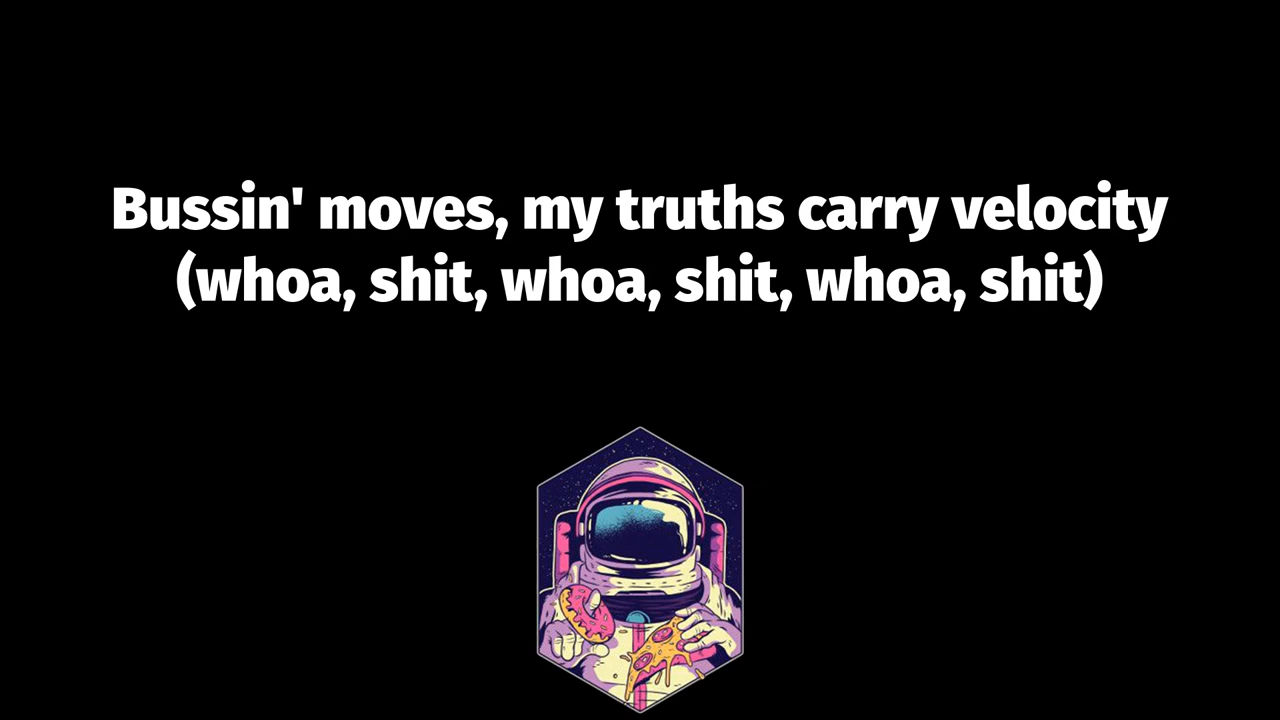 Bussin' moves, my truths carry velocity
(whoa, shit, whoa, shit, whoa, shit)